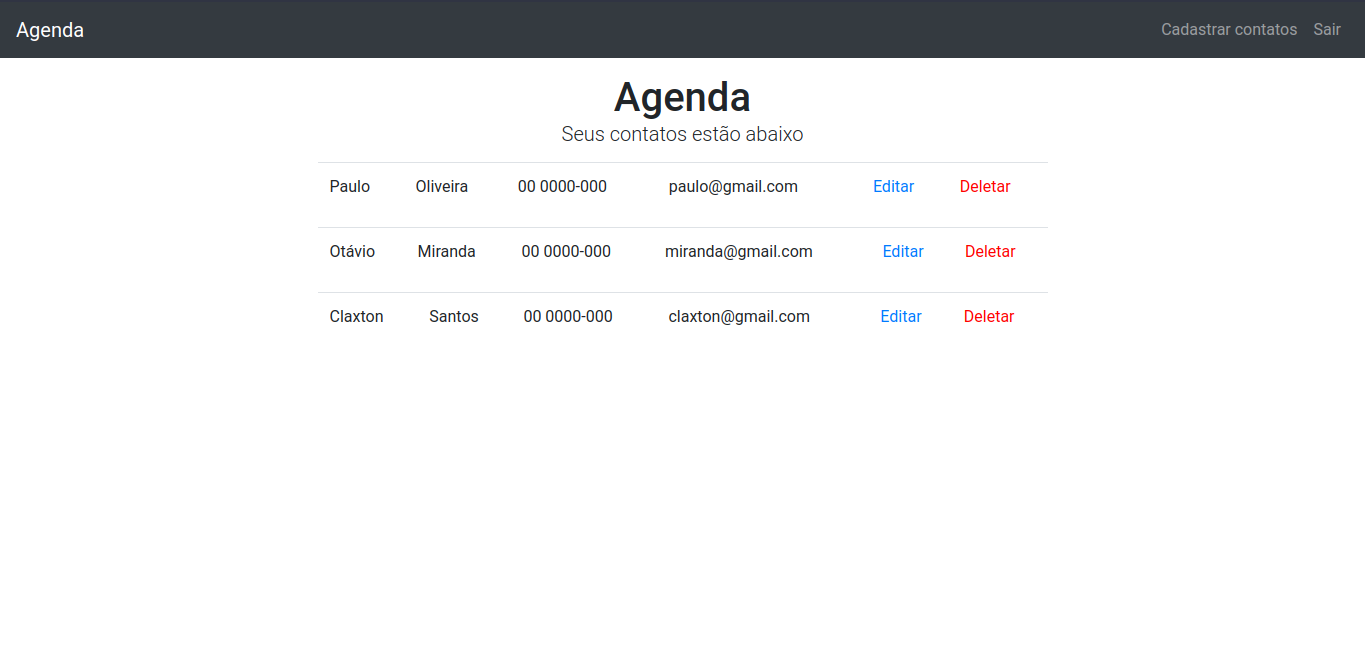 Agenda Cadastrar contatos Sair
Agenda
Seus contatos estão abaixo
Paulo Oliveira 00 0000-000 paulo@gmail.com Editar Deletar
Otávio Miranda 00 0000-000 miranda@gmail.com Editar Deletar
Claxton Santos 00 0000-000 claxton@gmail.com Editar Deletar